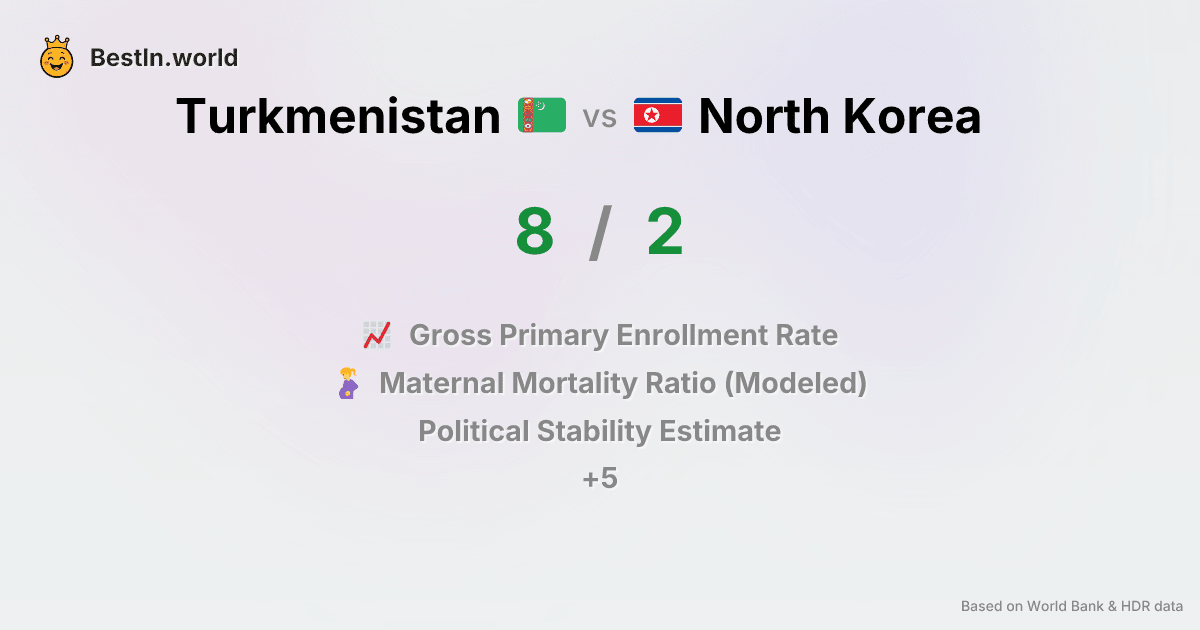 BestIn.world
Turkmenistan vs North Korea
8 / 2
Gross Primary Enrollment Rate
Maternal Mortality Ratio (Modeled)
Political Stability Estimate
+5
Based on World Bank & HDR data